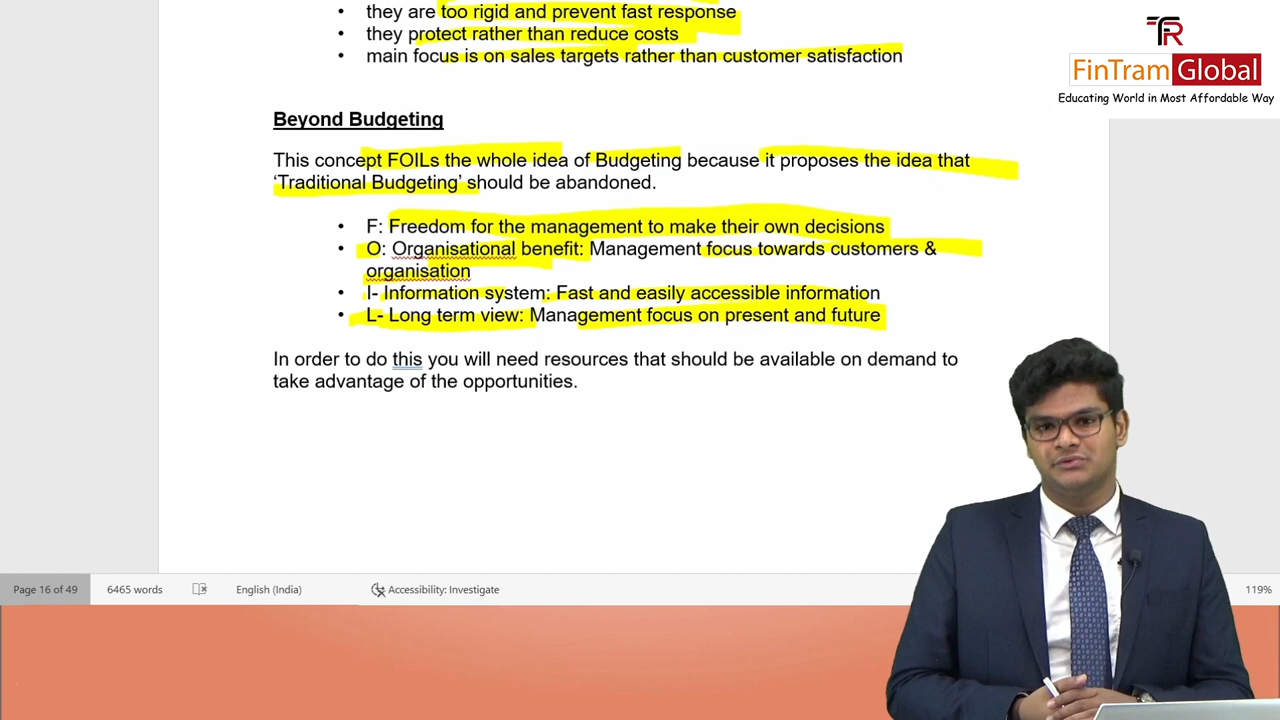 • they are too rigid and prevent fast response
• they protect rather than reduce costs
• main focus is on sales targets rather than customer satisfaction
TR
FinTram Global
Educating World in Most Affordable Way
Beyond Budgeting
This concept FOILs the whole idea of Budgeting because it proposes the idea that
‘Traditional Budgeting’ should be abandoned.
• F: Freedom for the management to make their own decisions
• O: Organisational benefit: Management focus towards customers &
organisation
• I- Information system: Fast and easily accessible information
• L- Long term view: Management focus on present and future
In order to do this you will need resources that should be available on demand to
take advantage of the opportunities.
Page 16 of 49 6465 words English (India) Accessibility: Investigate 119%